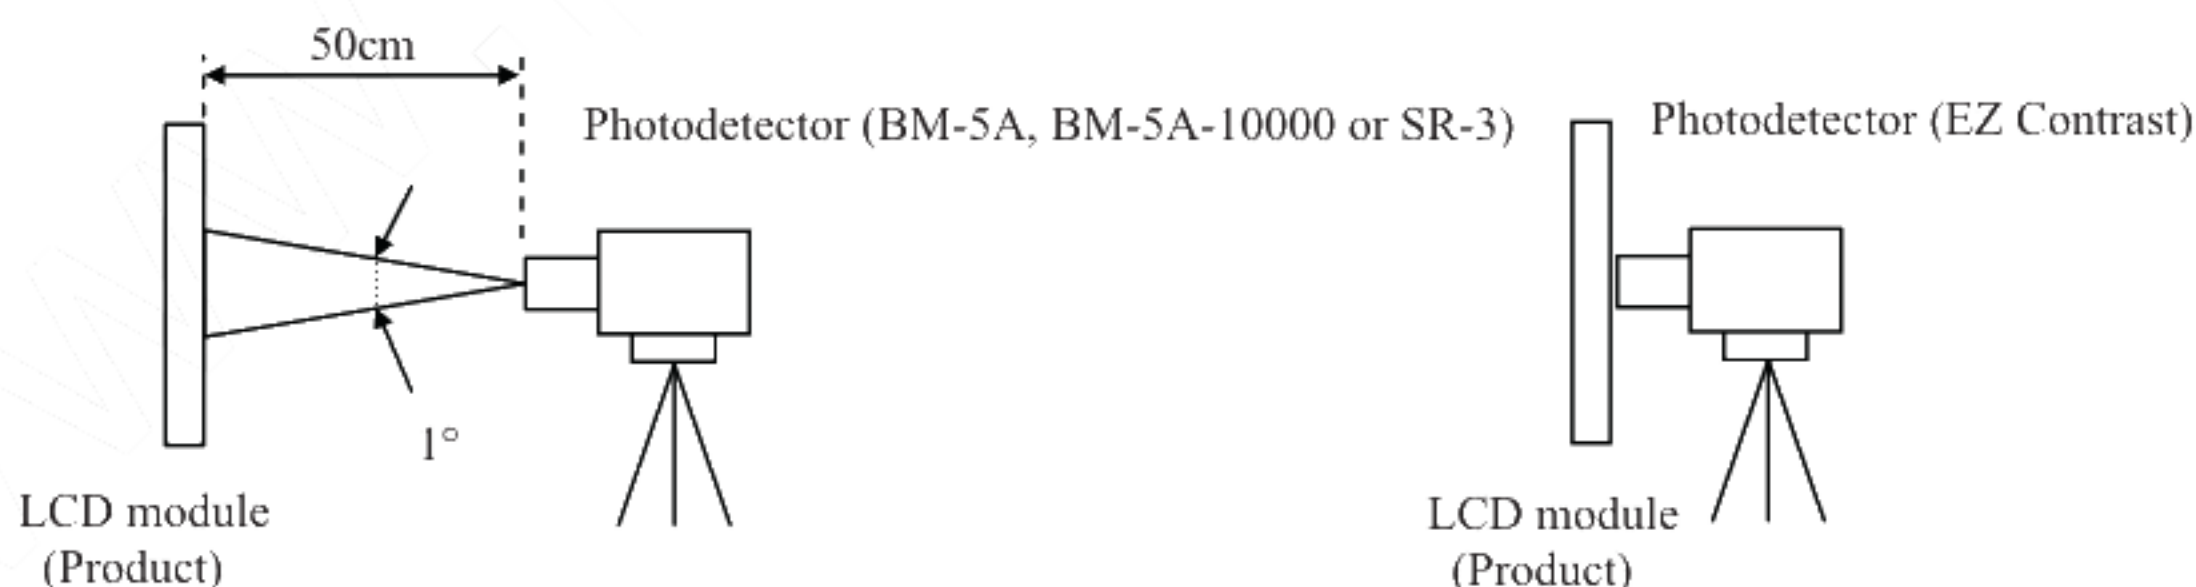 50cm
Photodetector (BM-5A, BM-5A-10000 or SR-3)
1°
LCD module
(Product)
Photodetector (EZ Contrast)
LCD module
(Product)